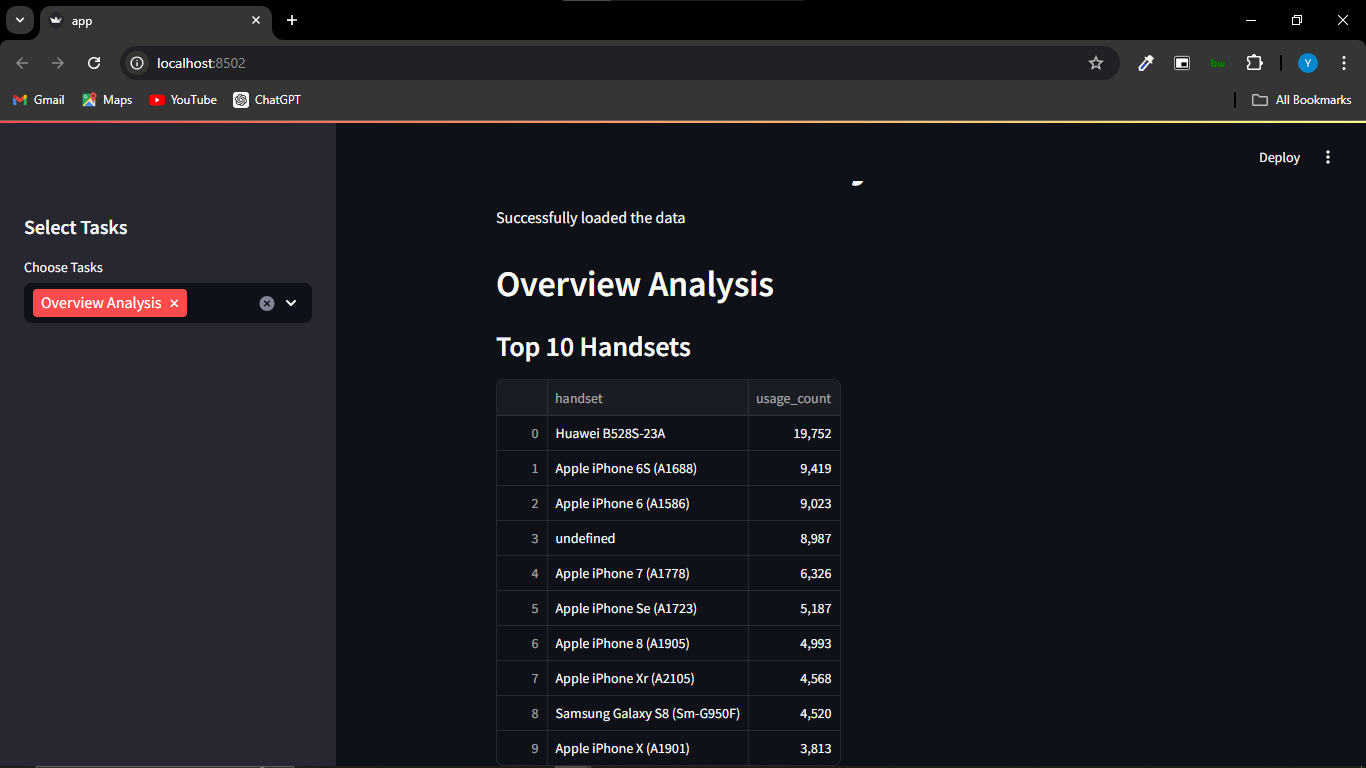 app
localhost:8502
bw
Y
Gmail Maps YouTube ChatGPT All Bookmarks
Deploy
Successfully loaded the data
Select Tasks
Choose Tasks
Overview Analysis
Overview Analysis
Top 10 Handsets
handset usage_count
0 Huawei B528S-23A 19,752
1 Apple iPhone 6S (A1688) 9,419
2 Apple iPhone 6 (A1586) 9,023
3 undefined 8,987
4 Apple iPhone 7 (A1778) 6,326
5 Apple iPhone Se (A1723) 5,187
6 Apple iPhone 8 (A1905) 4,993
7 Apple iPhone Xr (A2105) 4,568
8 Samsung Galaxy S8 (Sm-G950F) 4,520
9 Apple iPhone X (A1901) 3,813